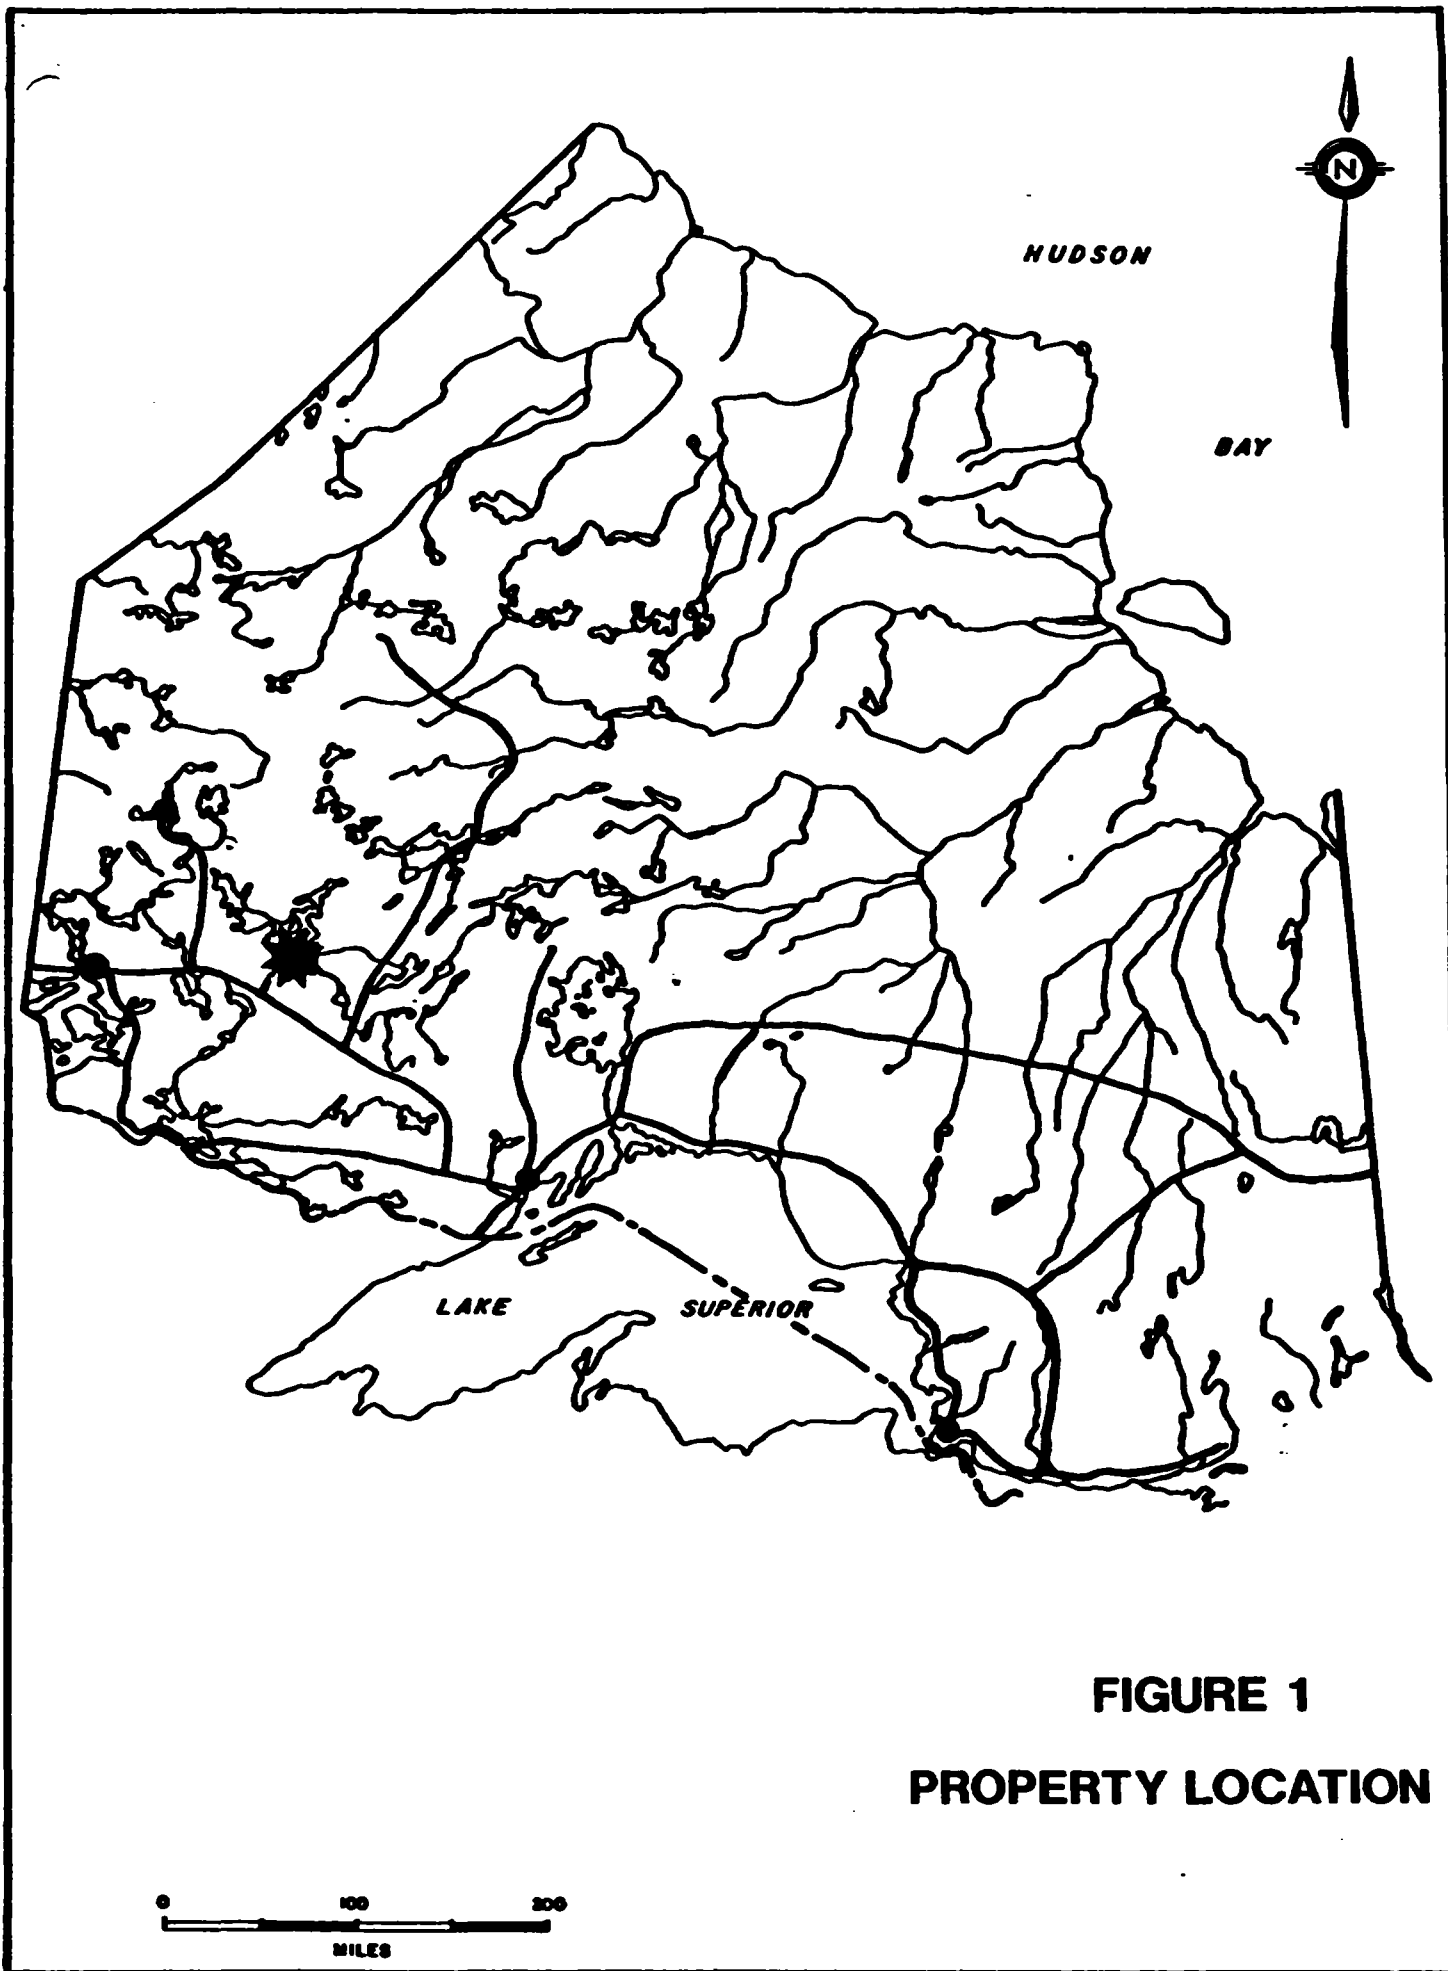 N
HUDSON
BAY
LAKE SUPERIOR
FIGURE 1
PROPERTY LOCATION
0 100 200
MILES